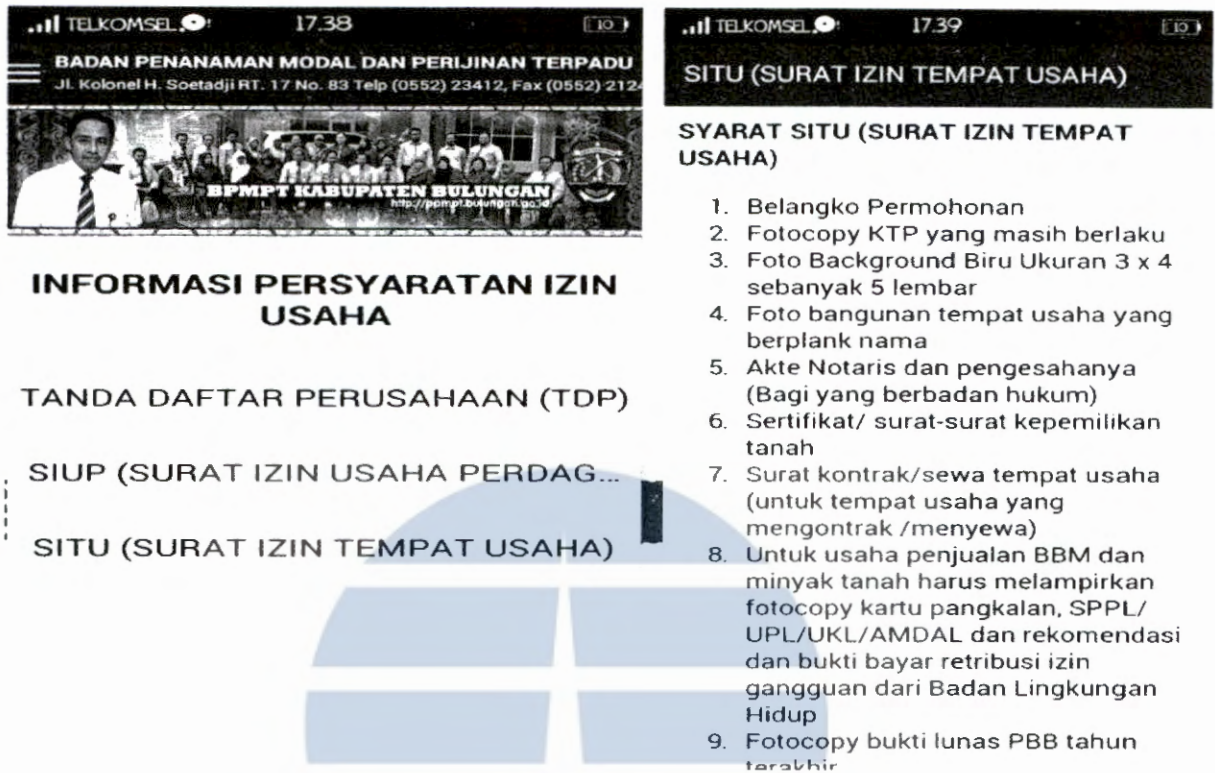 TELKOMSEL 17.38 10
BADAN PENANAMAN MODAL DAN PERIJINAN TERPADU
Jl. Kolonel H. Soetadji RT. 17 No. 83 Telp (0552) 23412, Fax (0552) 2124
BPMPT KABUPATEN BULUNGAN
INFORMASI PERSYARATAN IZIN
USAHA
TANDA DAFTAR PERUSAHAAN (TDP)
SIUP (SURAT IZIN USAHA PERDAG...
SITU (SURAT IZIN TEMPAT USAHA)
TELKOMSEL 17.39 10
SITU (SURAT IZIN TEMPAT USAHA)
SYARAT SITU (SURAT IZIN TEMPAT
USAHA)
1. Belangko Permohonan
2. Fotocopy KTP yang masih berlaku
3. Foto Background Biru Ukuran 3 x 4
sebanyak 5 lembar
4. Foto bangunan tempat usaha yang
berplank nama
5. Akte Notaris dan pengesahanya
(Bagi yang berbadan hukum)
6. Sertifikat/ surat-surat kepemilikan
tanah
7. Surat kontrak/sewa tempat usaha
(untuk tempat usaha yang
mengontrak /menyewa)
8. Untuk usaha penjualan BBM dan
minyak tanah harus melampirkan
fotocopy kartu pangkalan, SPPL/
UPL/UKL/AMDAL dan rekomendasi
dan bukti bayar retribusi izin
gangguan dari Badan Lingkungan
Hidup
9. Fotocopy bukti lunas PBB tahun
terakhir